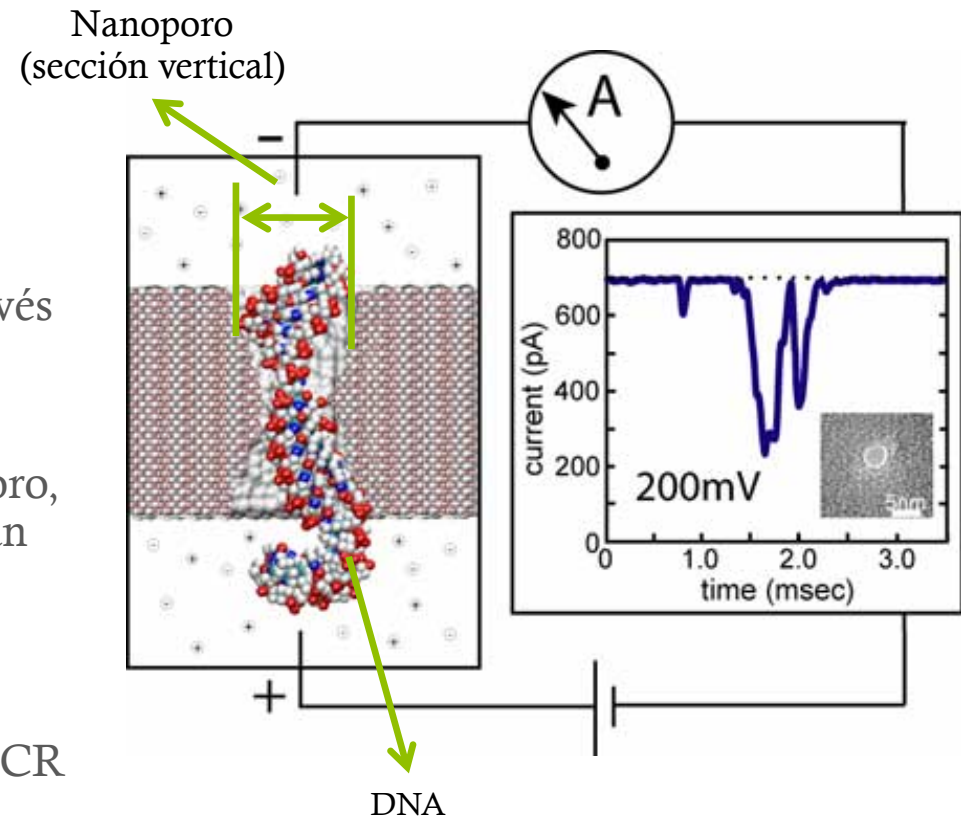 Nanoporo
(sección vertical)
vés
oro,
an
CR
−
+
A
800
600
400
200
0
current (pA)
0
1.0
2.0
3.0
time (msec)
200mV
5nm
DNA